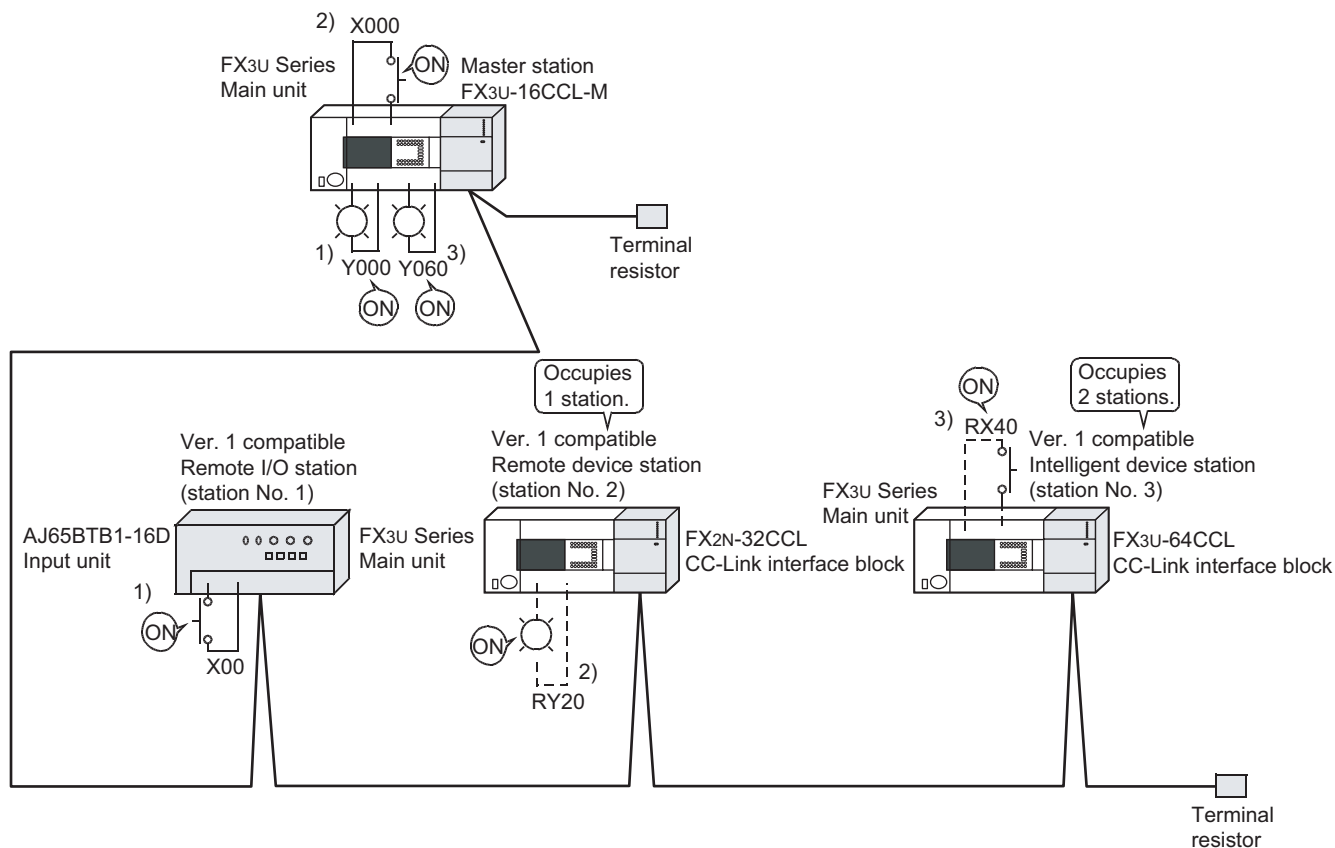 2) X000
ON
FX3U Series
Main unit
Master station
FX3U-16CCL-M
1) Y000
Y060 3)
ON
ON
Terminal
resistor
Occupies
1 station.
Occupies
2 stations.
Ver. 1 compatible
Remote I/O station
(station No. 1)
AJ65BTB1-16D
Input unit
1)
ON
X00
Ver. 1 compatible
Remote device station
(station No. 2)
FX3U Series
Main unit
FX2N-32CCL
CC-Link interface block
ON
2)
RY20
ON
3) RX40
Ver. 1 compatible
Intelligent device station
(station No. 3)
FX3U Series
Main unit
FX3U-64CCL
CC-Link interface block
Terminal
resistor